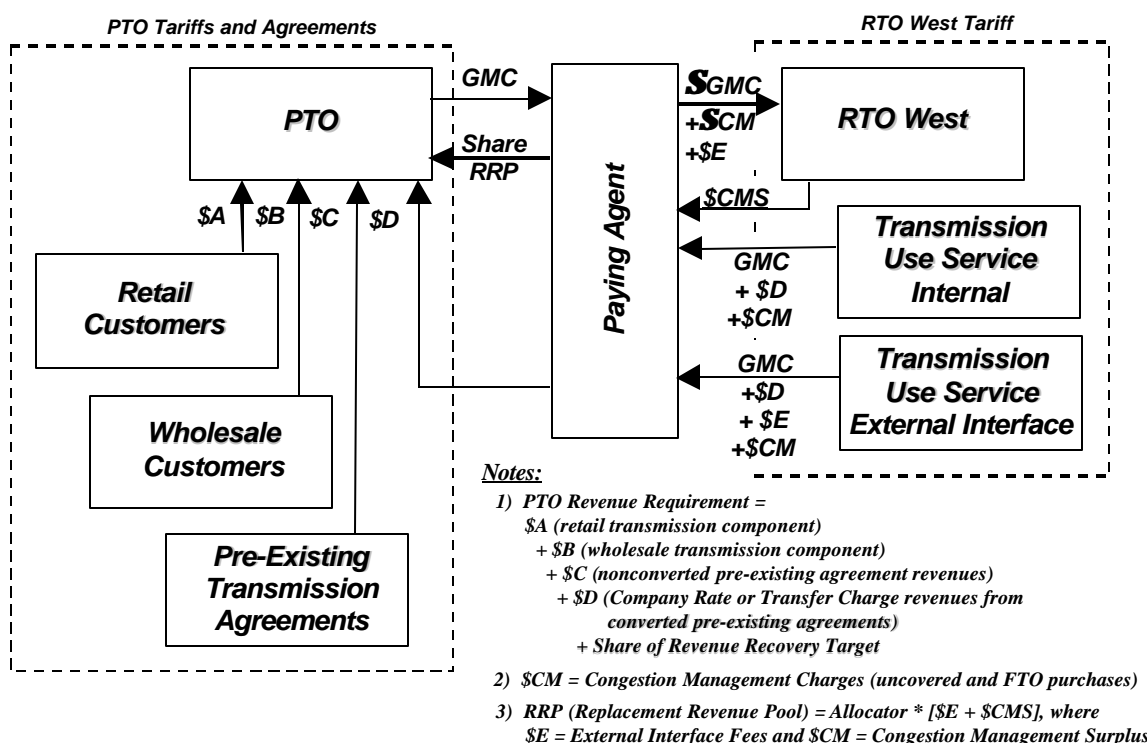 PTO Tariffs and Agreements
RTO West Tariff
PTO
GMC
Share
RRP
$A
$B
$C
$D
Retail
Customers
Wholesale
Customers
Pre-Existing
Transmission
Agreements
Paying Agent
SGMC
+SCM
+$E
$CMS
RTO West
Transmission
Use Service
Internal
GMC
+ $D
+$CM
Transmission
Use Service
External Interface
GMC
+$D
+ $E
+$CM
Notes:
1) PTO Revenue Requirement =
$A (retail transmission component)
+ $B (wholesale transmission component)
+ $C (nonconverted pre-existing agreement revenues)
+ $D (Company Rate or Transfer Charge revenues from
converted pre-existing agreements)
+ Share of Revenue Recovery Target
2) $CM = Congestion Management Charges (uncovered and FTO purchases)
3) RRP (Replacement Revenue Pool) = Allocator * [$E + $CMS], where
$E = External Interface Fees and $CM = Congestion Management Surplus